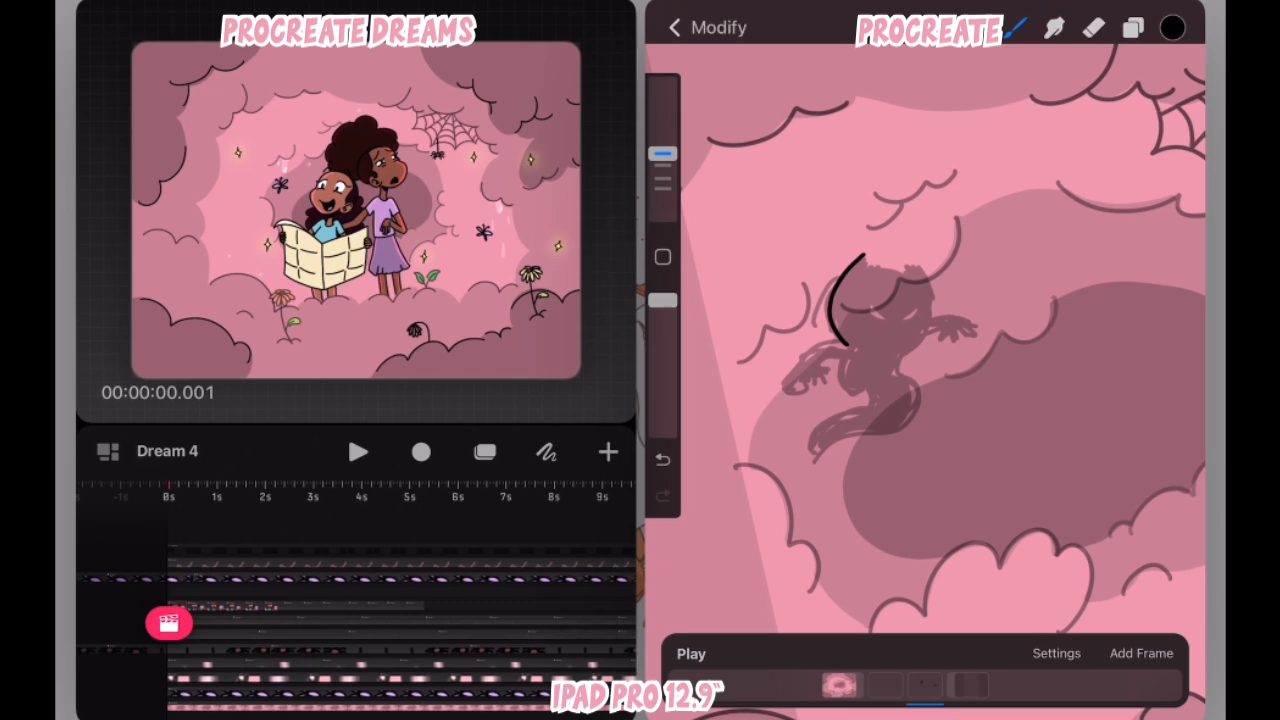 PROCREATE DREAMS
00:00:00.001
Dream 4
-1s 0s 1s 2s 3s 4s 5s 6s 7s 8s 9s
Modify
PROCREATE
Play
Settings
Add Frame
IPAD PRO 12.9"